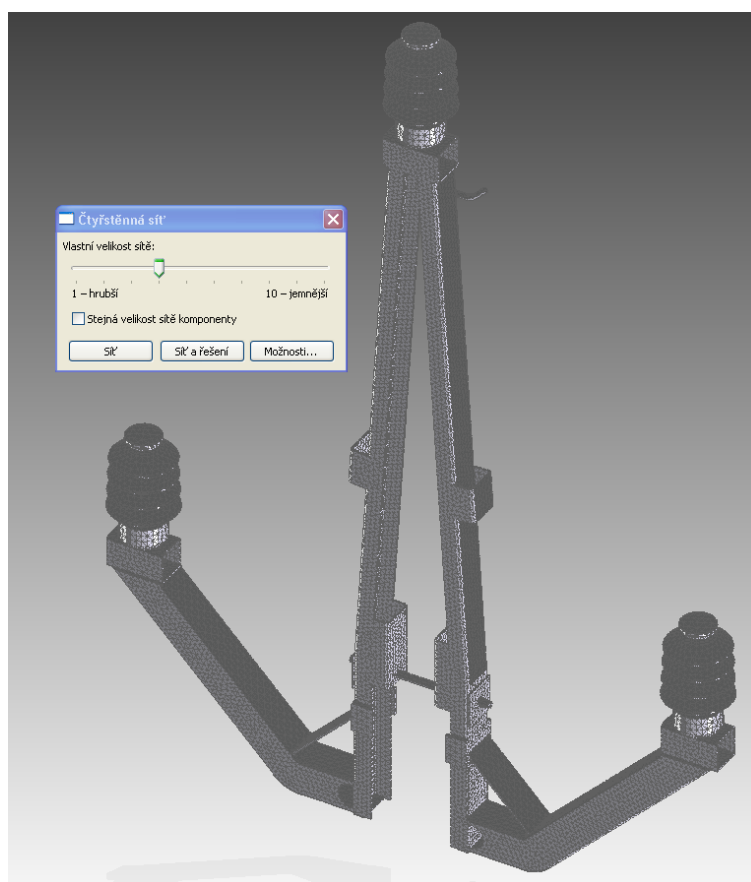 Čtyřstěnná síť
Vlastní velikost sítě:
1 – hrubší 10 – jemnější
Stejná velikost sítě komponenty
Síť Síť a řešení Možnosti...